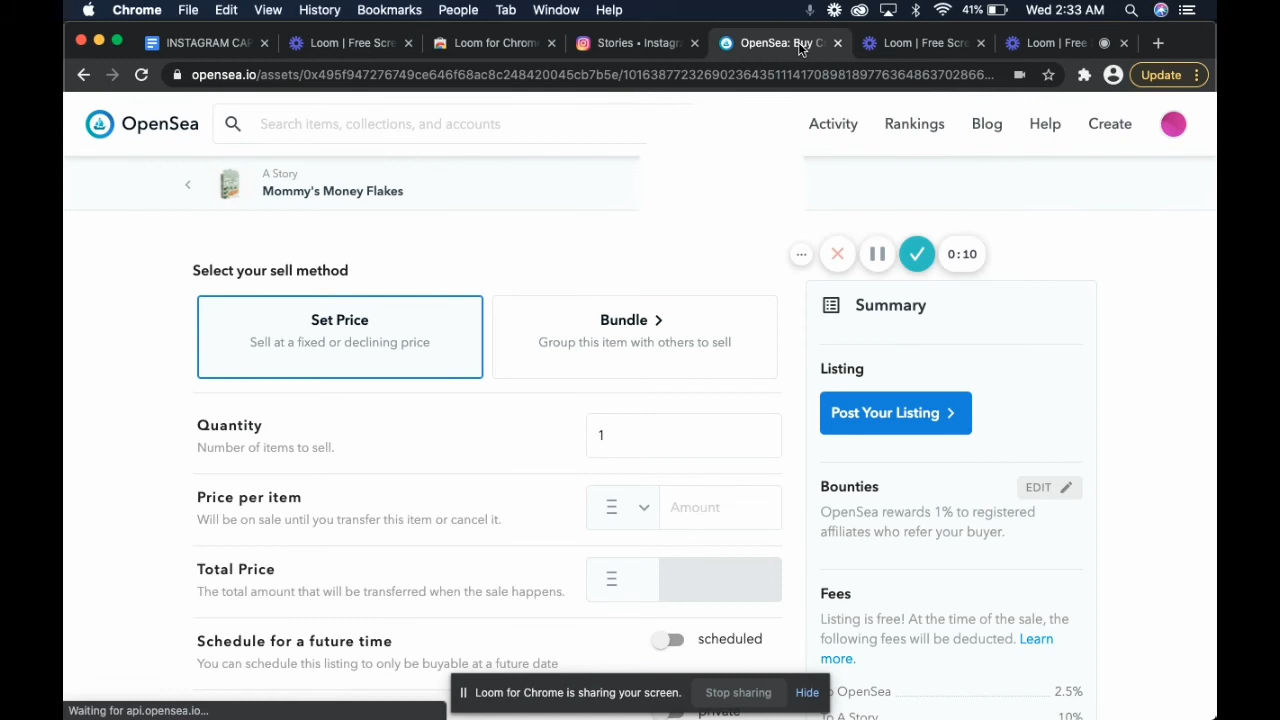 Chrome File Edit View History Bookmarks People Tab Window Help 41% Wed 2:33 AM
INSTAGRAM CAP Loom | Free Scre Loom for Chrom Stories • Instagr OpenSea: Buy C Loom | Free Scre Loom | Free
opensea.io/assets/0x495f947276749ce646f68ac8c248420045cb7b5e/10163877232690236435111417089818977636486370286​6... Update
OpenSea Search items, collections, and accounts Activity Rankings Blog Help Create
A Story
Mommy's Money Flakes
0:10
Select your sell method
Set Price
Sell at a fixed or declining price
Bundle
Group this item with others to sell
Quantity
Number of items to sell.
1
Price per item
Will be on sale until you transfer this item or cancel it.
Amount
Total Price
The total amount that will be transferred when the sale happens.
Schedule for a future time
You can schedule this listing to only be buyable at a future date
scheduled
private
Summary
Listing
Post Your Listing
Bounties EDIT
OpenSea rewards 1% to registered
affiliates who refer your buyer.
Fees
Listing is free! At the time of the sale, the
following fees will be deducted. Learn
more.
OpenSea 2.5%
To A Story 10%
Loom for Chrome is sharing your screen. Stop sharing Hide
Waiting for api.opensea.io...